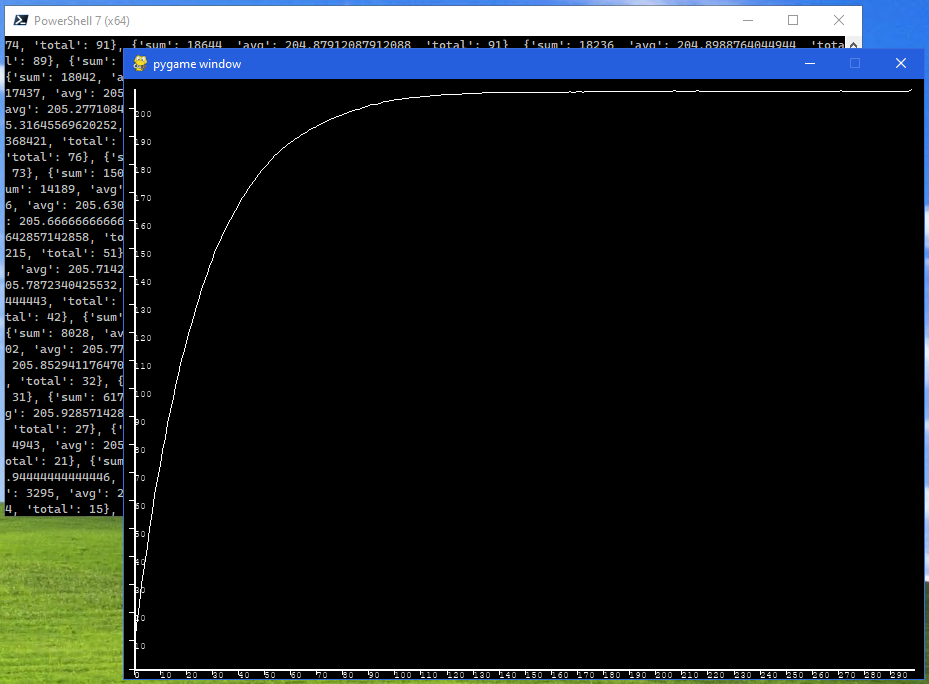 PowerShell 7 (x64)
74, 'total': 91}, {'sum': 18644, 'avg': 204.87912087912088, 'total': 91}, {'sum': 18236, 'avg': 204.8988764044944, 'tota
l': 89}, {'sum':
{'sum': 18042, 'a
17437, 'avg': 205
avg': 205.2771084
5.31645569620252,
368421, 'total':
'total': 76}, {'s
73}, {'sum': 150
um': 14189, 'avg'
6, 'avg': 205.630
: 205.66666666666
642857142858, 'to
215, 'total': 51}
, 'avg': 205.7142
05.7872340425532,
444443, 'total':
tal': 42}, {'sum'
{'sum': 8028, 'av
02, 'avg': 205.77
205.852941176470
, 'total': 32}, {
31}, {'sum': 617
g': 205.928571428
'total': 27}, {'
4943, 'avg': 205
otal': 21}, {'sum
.94444444444446,
': 3295, 'avg': 2
4, 'total': 15},
pygame window
200
190
180
170
160
150
140
130
120
110
100
90
80
70
60
50
40
30
20
10
0 10 20 30 40 50 60 70 80 90 100 110 120 130 140 150 160 170 180 190 200 210 220 230 240 250 260 270 280 290